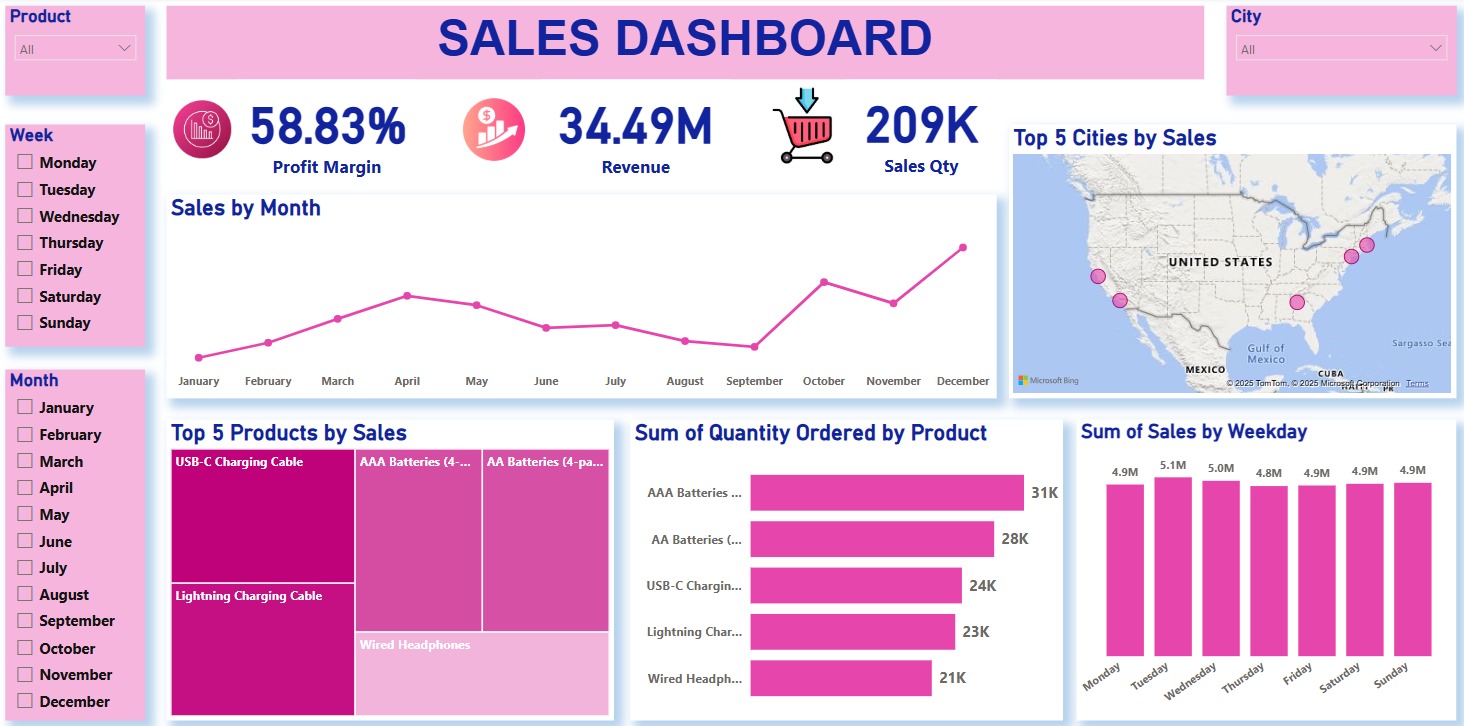 Product
All
SALES DASHBOARD
City
All
58.83%
Profit Margin
34.49M
Revenue
209K
Sales Qty
Week
Monday
Tuesday
Wednesday
Thursday
Friday
Saturday
Sunday
Sales by Month
January
February
March
April
May
June
July
August
September
October
November
December
Top 5 Cities by Sales
UNITED STATES
MEXICO
Gulf of
Mexico
Sargasso Sea
CUBA
HAITI
PR
Microsoft Bing
© 2025 TomTom, © 2025 Microsoft Corporation
Terms
Month
January
February
March
April
May
June
July
August
September
October
November
December
Top 5 Products by Sales
USB-C Charging Cable
AAA Batteries (4-...
AA Batteries (4-pa...
Lightning Charging Cable
Wired Headphones
Sum of Quantity Ordered by Product
AAA Batteries ...
31K
AA Batteries (...
28K
USB-C Chargin...
24K
Lightning Char...
23K
Wired Headph...
21K
Sum of Sales by Weekday
4.9M
5.1M
5.0M
4.8M
4.9M
4.9M
4.9M
Monday
Tuesday
Wednesday
Thursday
Friday
Saturday
Sunday